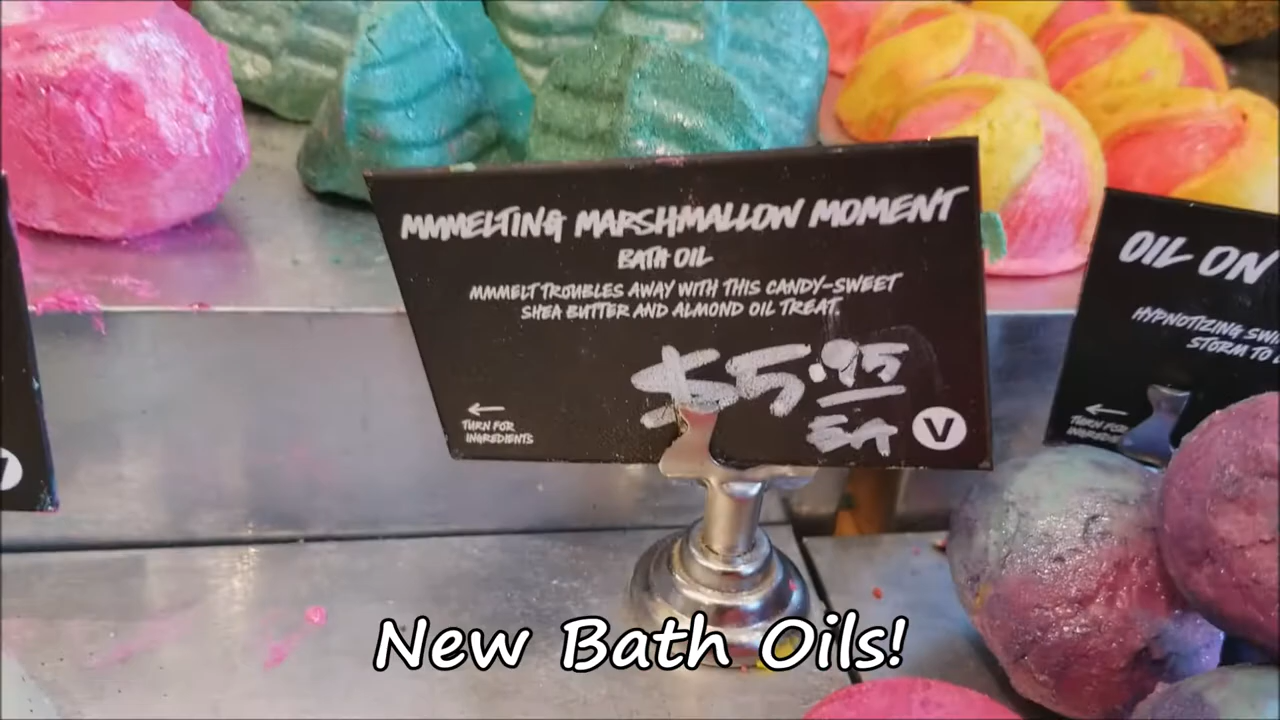 MMMELTING MARSHMALLOW MOMENT
BATH OIL
MMMELT TROUBLES AWAY WITH THIS CANDY-SWEET
SHEA BUTTER AND ALMOND OIL TREAT.
$5.95
EA
V
← TURN FOR
INGREDIENTS
OIL ON
HYPNOTIZING
STORM TO
← TURN FOR
New Bath Oils!